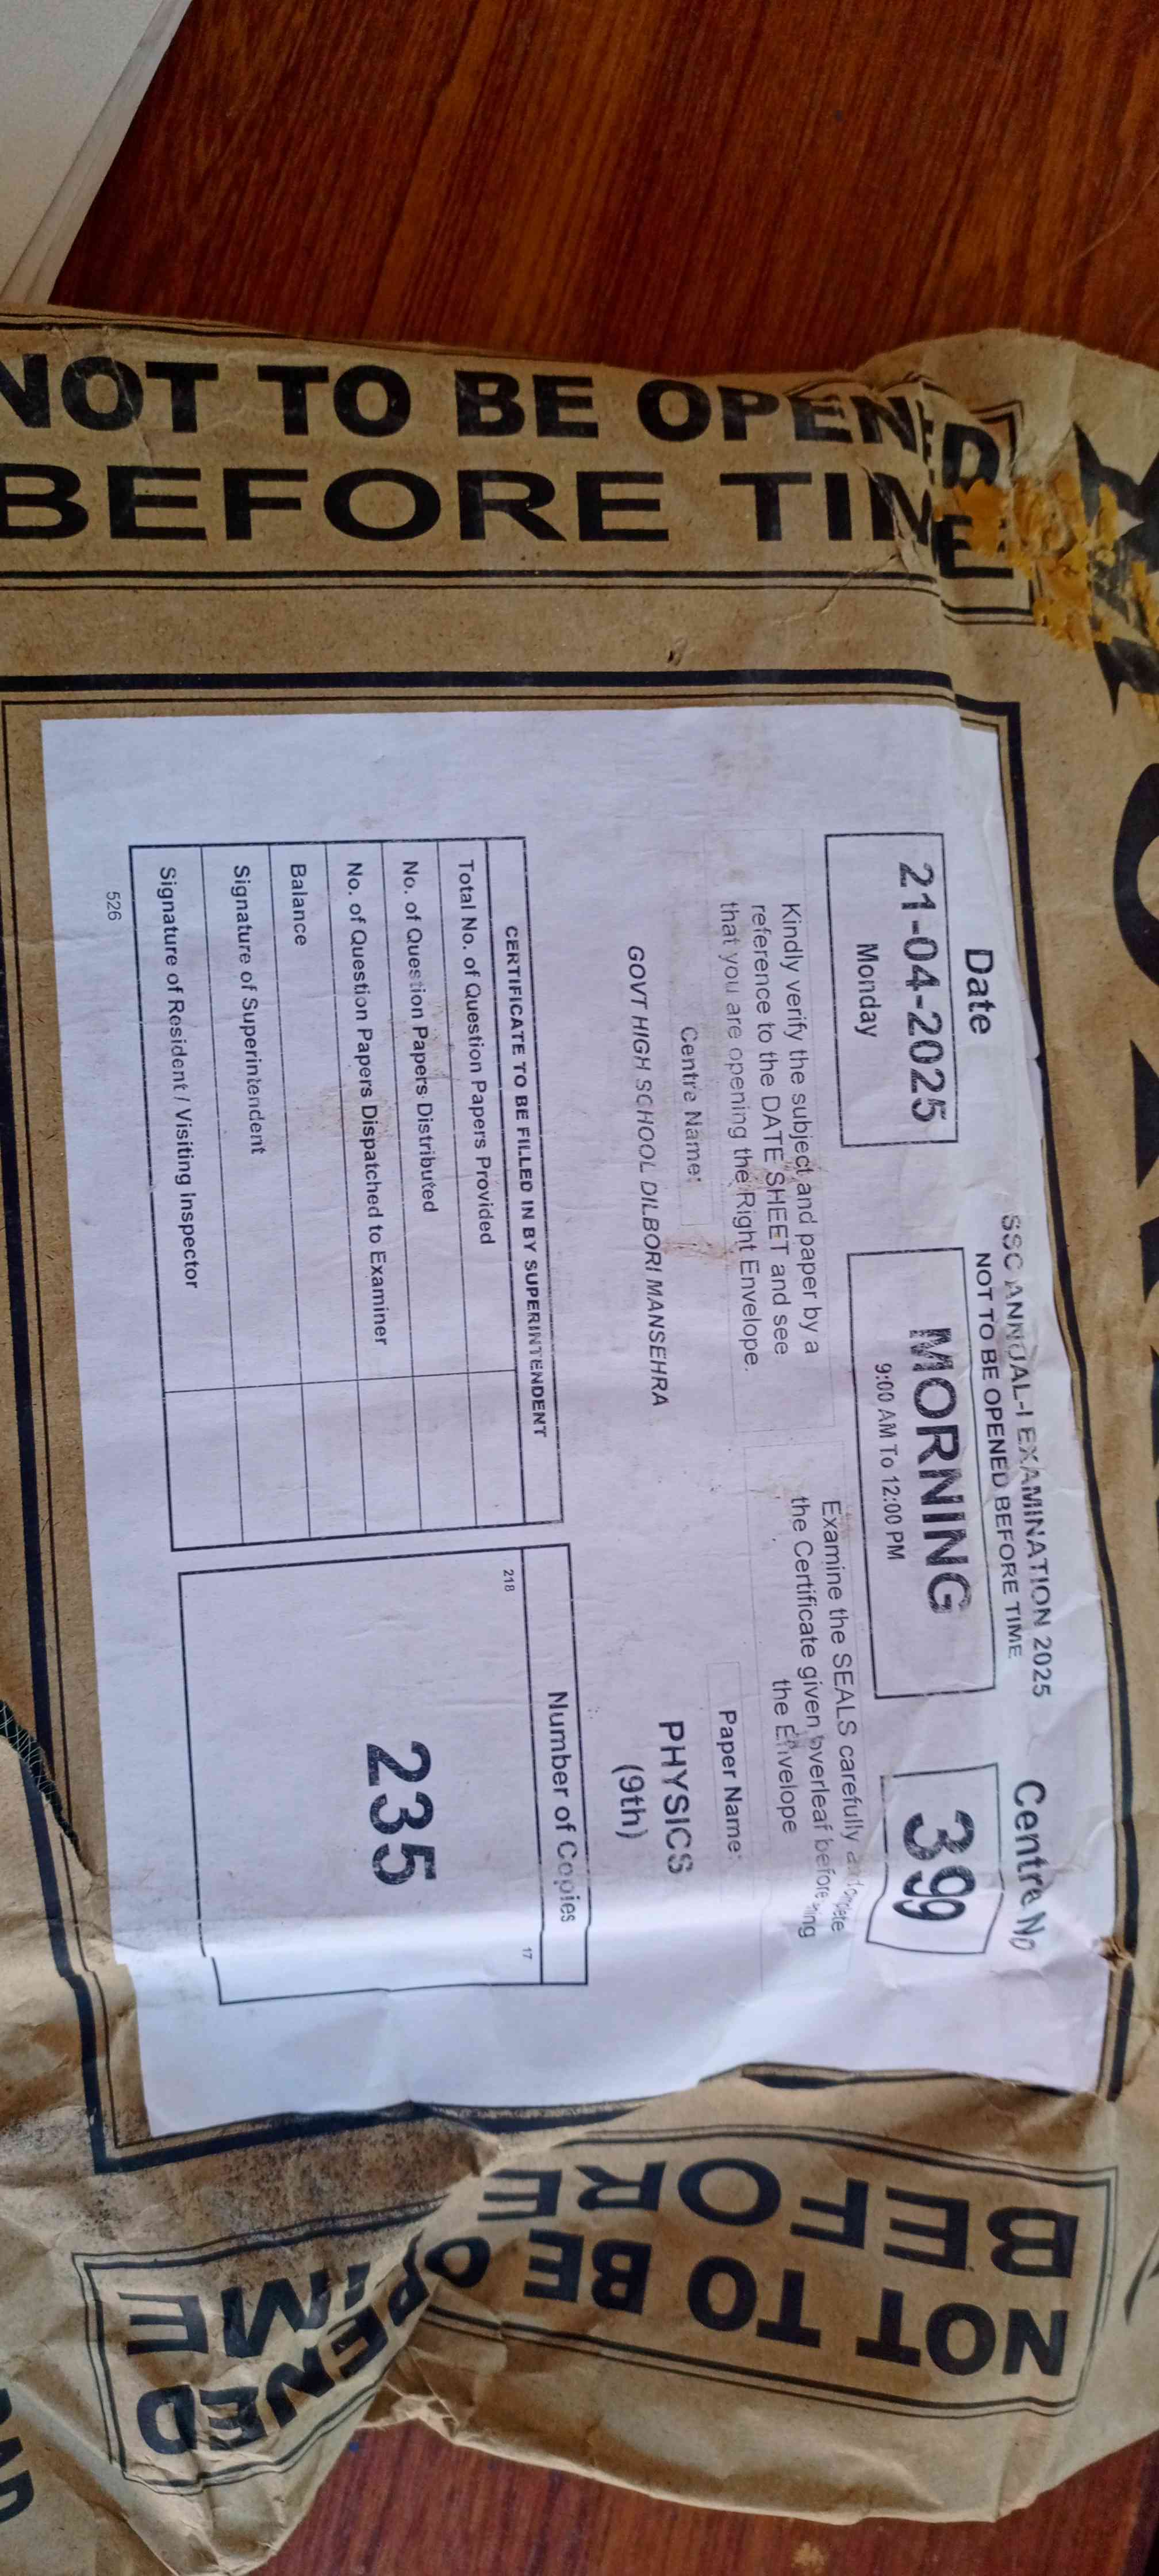 NOT TO BE OPENED
BEFORE TIME
SSC ANNUAL-I EXAMINATION 2025
NOT TO BE OPENED BEFORE TIME
Date
21-04-2025
Monday
MORNING
9:00 AM To 12:00 PM
Centre No
399
Kindly verify the subject and paper by a
reference to the DATE SHEET and see
that you are opening the Right Envelope.
Examine the SEALS carefully
the Certificate given overleaf before
the Envelope
Centre Name:
GOVT HIGH SCHOOL DILBORI MANSEHRA
Paper Name:
PHYSICS
(9th)
CERTIFICATE TO BE FILLED IN BY SUPERINTENDENT
Total No. of Question Papers Provided
No. of Question Papers Distributed
No. of Question Papers Dispatched to Examiner
Balance
Signature of Superintendent
Signature of Resident / Visiting Inspector
526
Number of Copies
218
17
235
NOT TO BE OPENED
BEFORE TIME